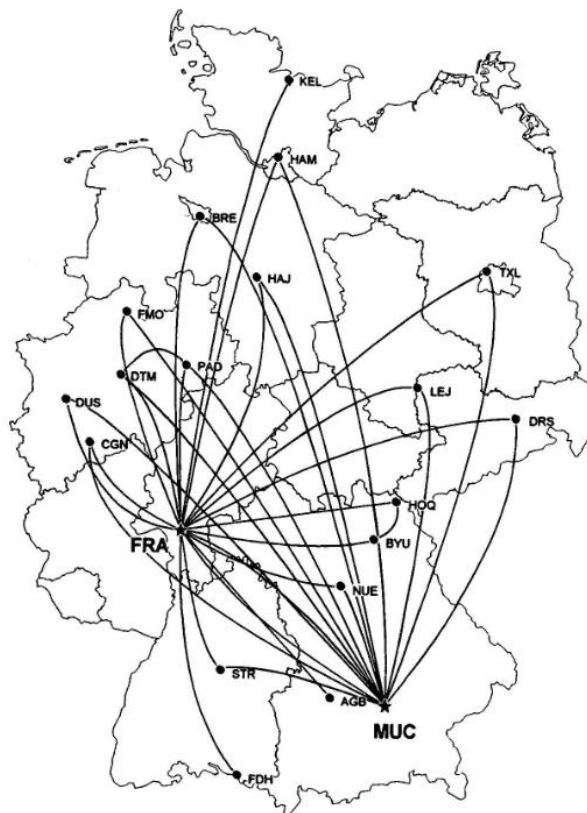 KEL
HAM
BRE
HAJ
TXL
FMO
PAD
DTM
LEJ
DUS
DRS
CGN
HOQ
FRA
BYU
NUE
STR
AGB
MUC
FDH